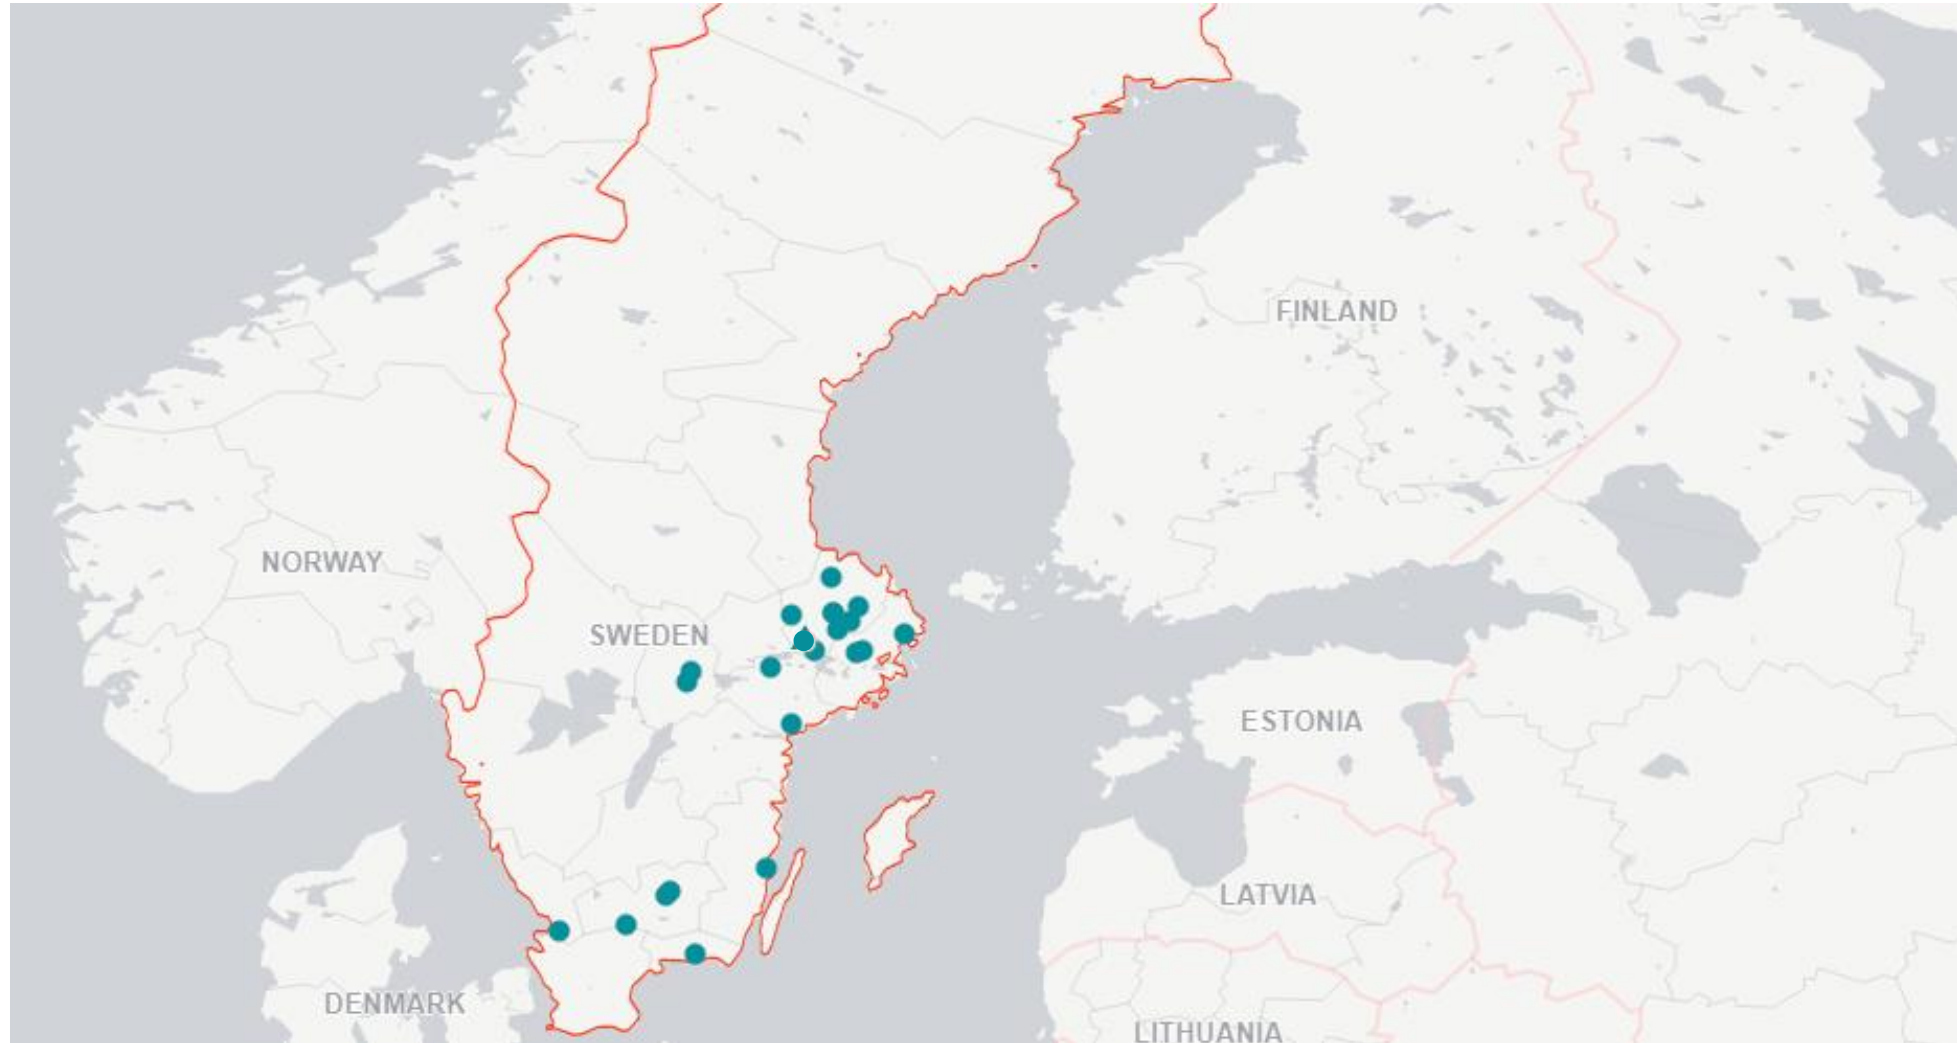 FINLAND
NORWAY
SWEDEN
ESTONIA
LATVIA
DENMARK
LITHUANIA